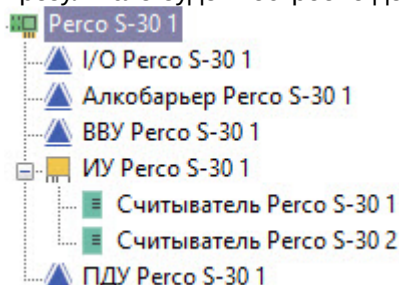 Perco S-30 1
I/O Perco S-30 1
Алкобарьер Perco S-30 1
ВВУ Perco S-30 1
ИУ Perco S-30 1
Считыватель Perco S-30 1
Считыватель Perco S-30 2
ПДУ Perco S-30 1